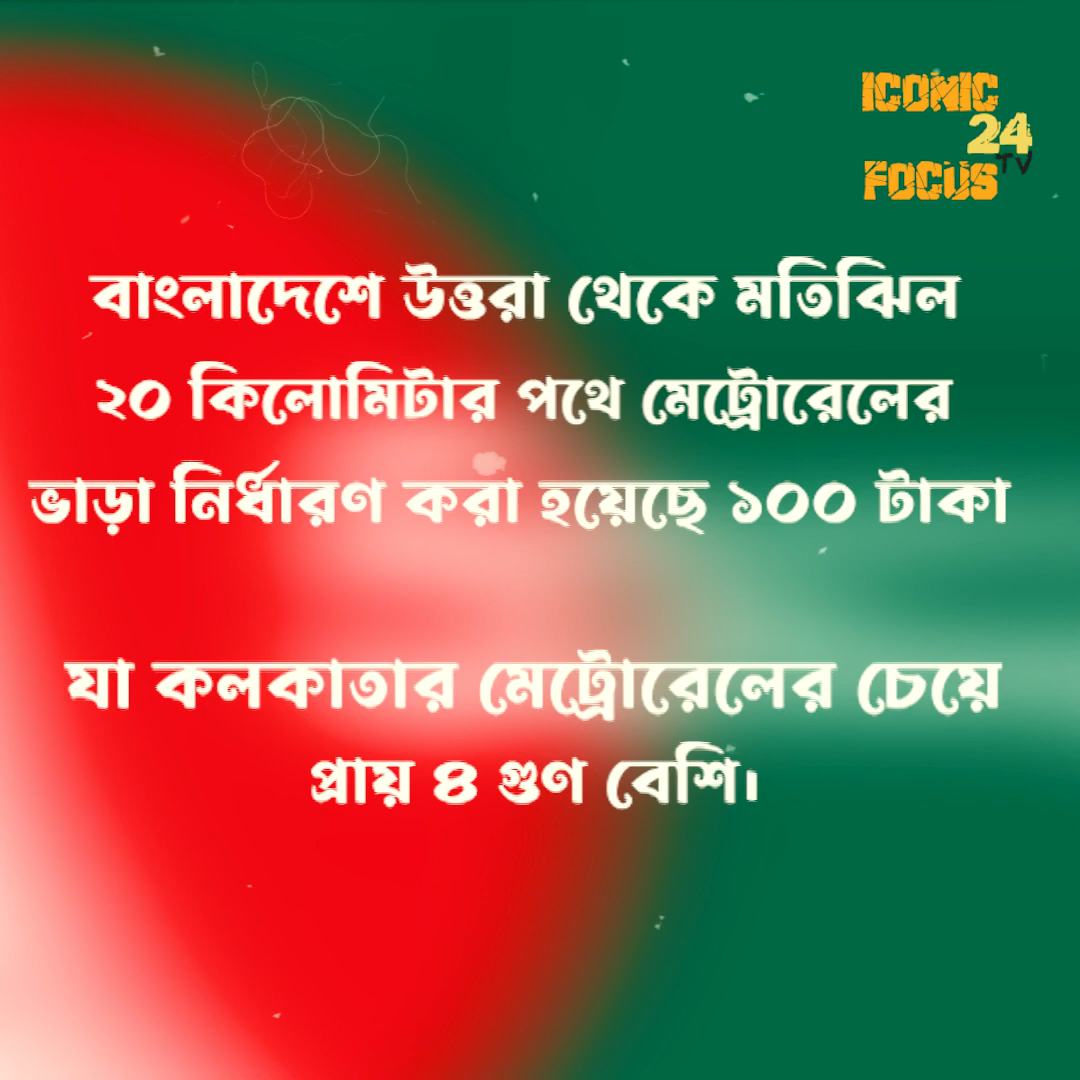 ICONIC
24
TV
FOCUS
বাংলাদেশে উত্তরা থেকে মতিঝিল
২০ কিলোমিটার পথে মেট্রোরেলের
ভাড়া নির্ধারণ করা হয়েছে ১০০ টাকা
যা কলকাতার মেট্রোরেলের চেয়ে
প্রায় ৪ গুণ বেশি।